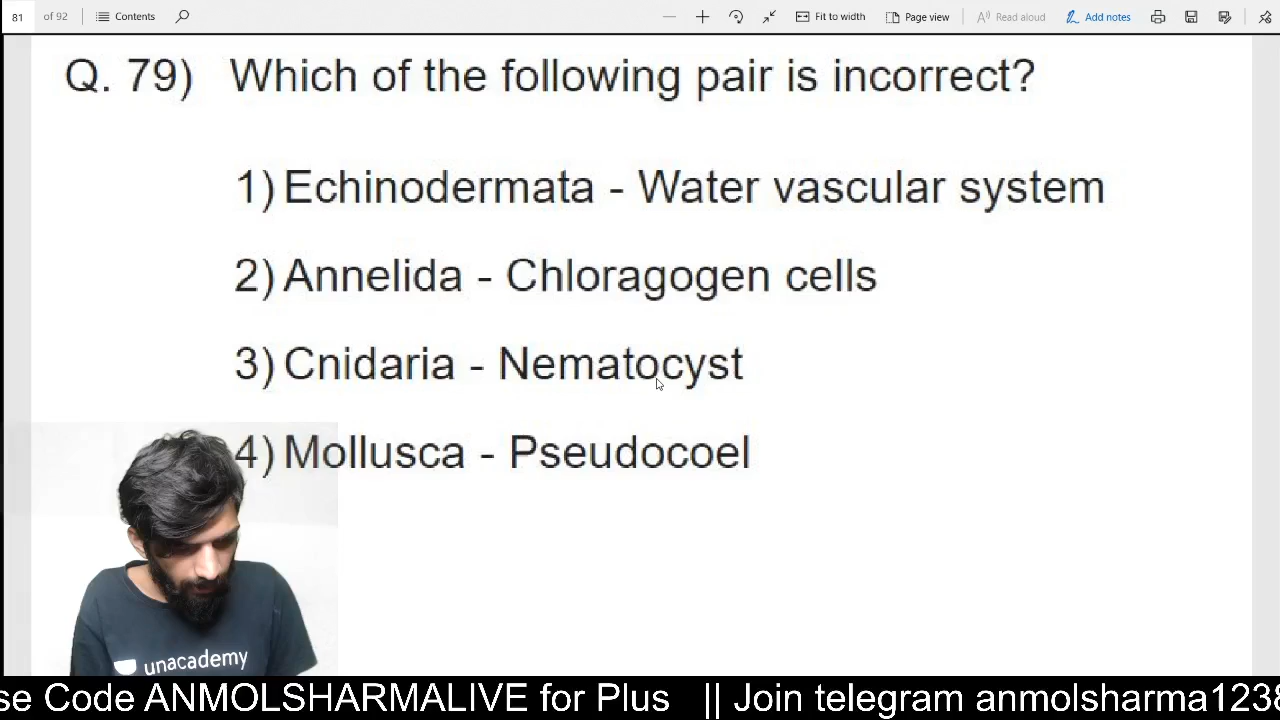 81 of 92 Contents Fit to width Page view Read aloud Add notes
Q. 79) Which of the following pair is incorrect?
1) Echinodermata - Water vascular system
2) Annelida - Chloragogen cells
3) Cnidaria - Nematocyst
4) Mollusca - Pseudocoel
unacademy
se Code ANMOLSHARMALIVE for Plus || Join telegram anmolsharma1238